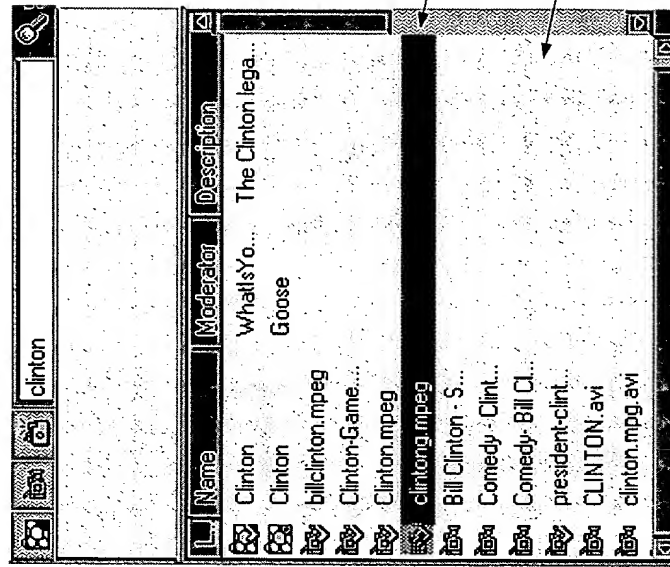 clinton
Name Moderator Description
Clinton WhatIsYo... The Clinton lega...
Clinton Goose
billclinton.mpeg
Clinton-Game....
Clinton.mpeg
clintong.mpeg
Bill Clinton - S...
Comedy - Clint...
Comedy- Bill Cl...
president-clint...
CLINTON.avi
clinton.mpg.avi